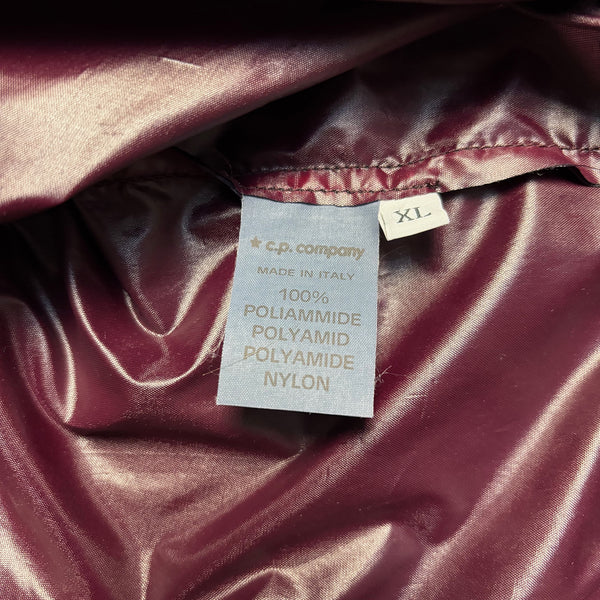 ★ c.p. company
MADE IN ITALY
100%
POLIAMMIDE
POLYAMID
POLYAMIDE
NYLON
XL